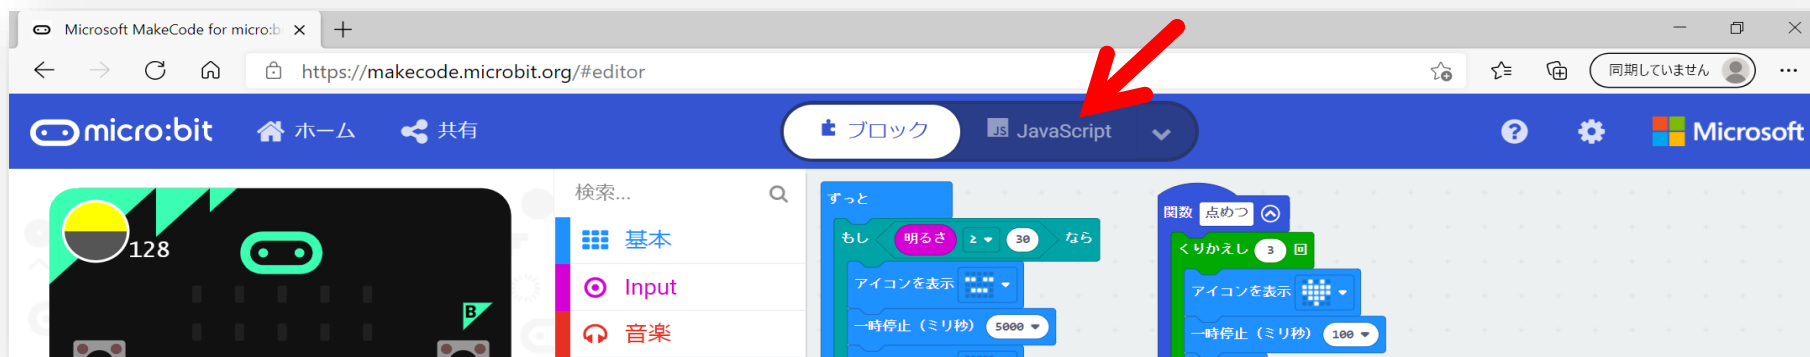 Microsoft MakeCode for micro:b
https://makecode.microbit.org/#editor
同期していません
micro:bit
ホーム
共有
ブロック
JS JavaScript
Microsoft
検索...
128
基本
Input
音楽
B
ずっと
もし 明るさ ≥ 30 なら
アイコンを表示
一時停止（ミリ秒） 5000
関数 点めつ
くりかえし 3 回
アイコンを表示
一時停止（ミリ秒） 100